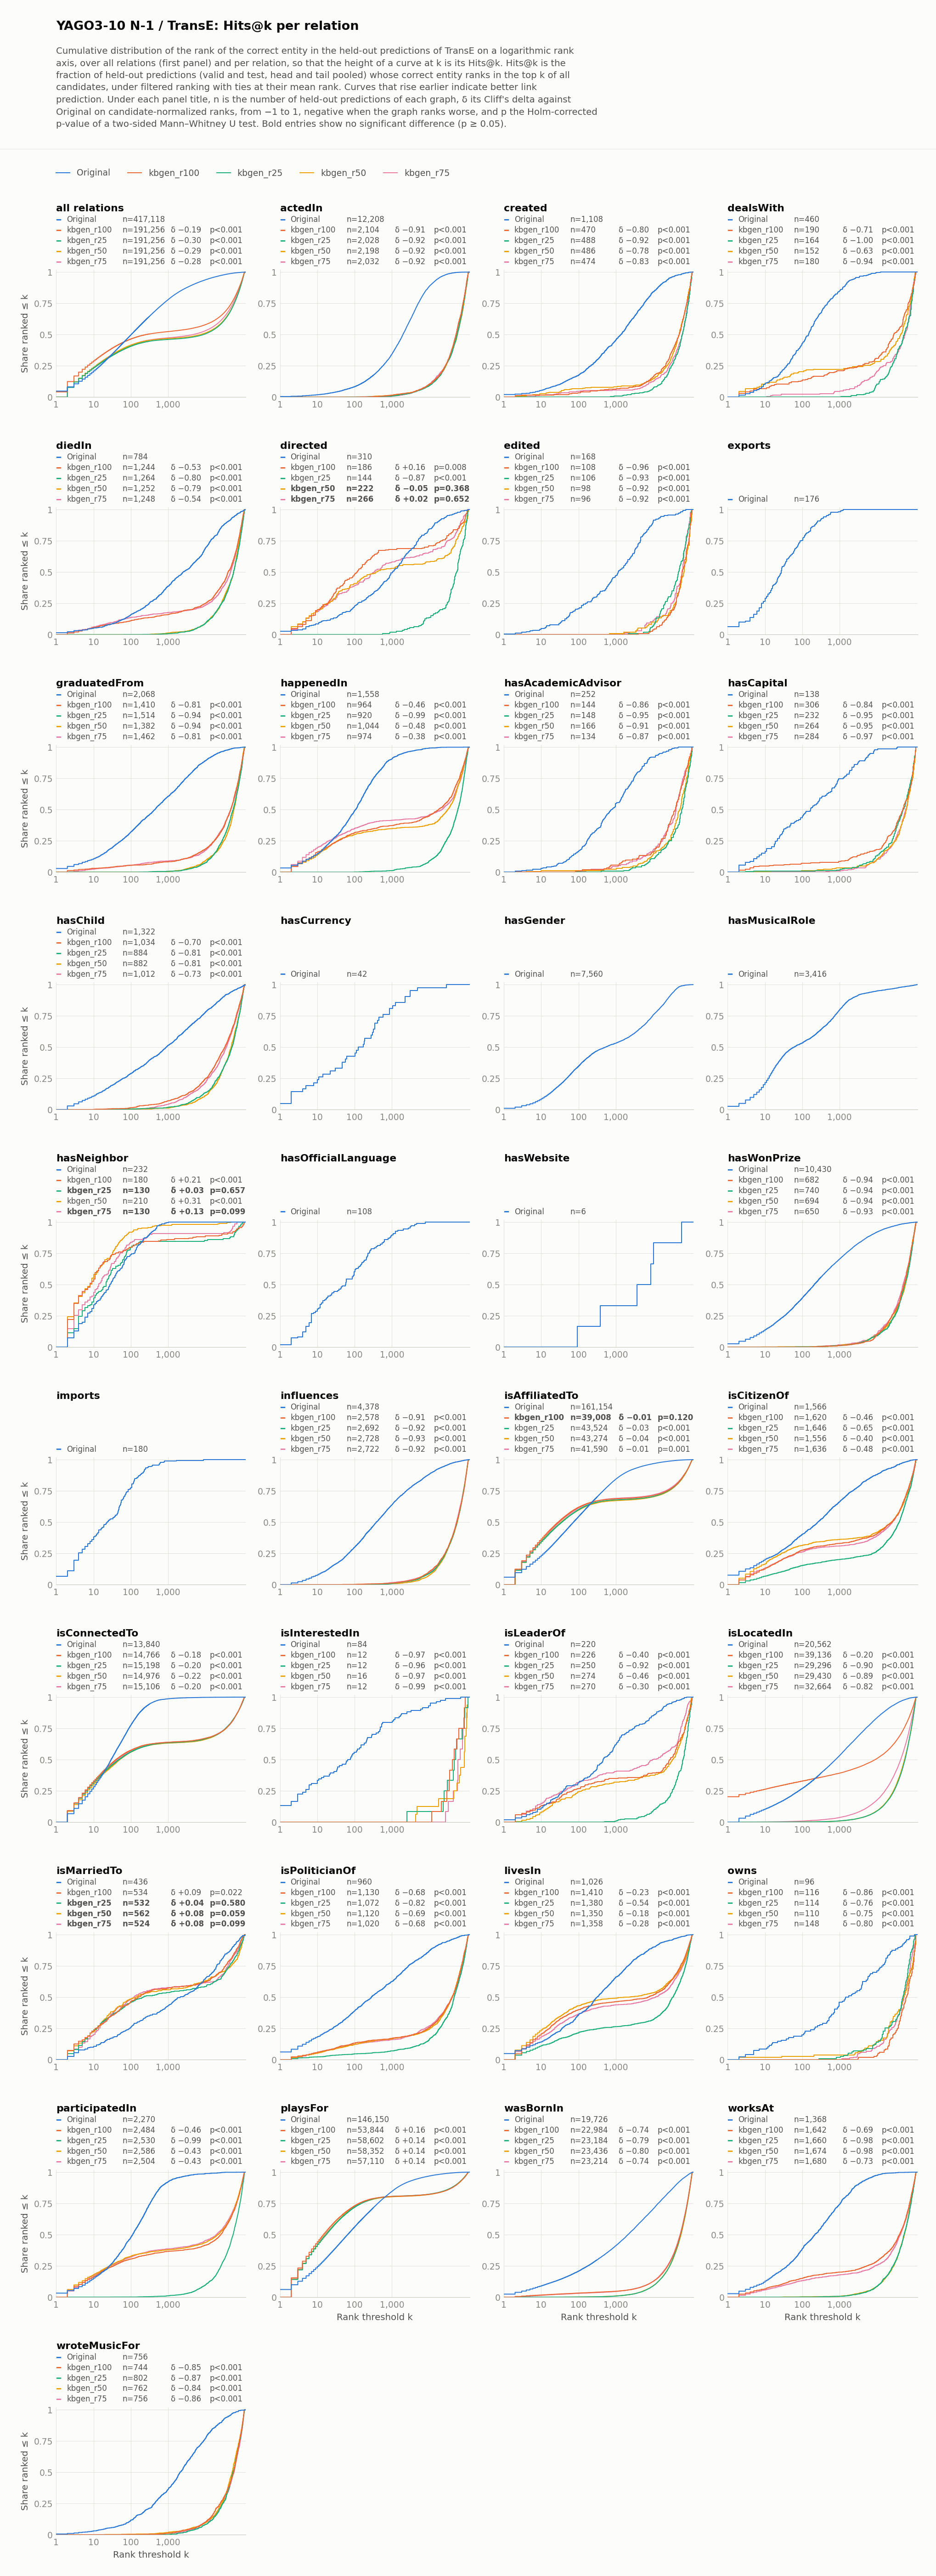 YAGO3-10 N-1 / TransE: Hits@k per relation
Cumulative distribution of the rank of the correct entity in the held-out predictions of TransE on a logarithmic rank
axis, over all relations (first panel) and per relation, so that the height of a curve at k is its Hits@k. Hits@k is the
fraction of held-out predictions (valid and test, head and tail pooled) whose correct entity ranks in the top k of all
candidates, under filtered ranking with ties at their mean rank. Curves that rise earlier indicate better link
prediction. Under each panel title, n is the number of held-out predictions of each graph, δ its Cliff's delta against
Original on candidate-normalized ranks, from −1 to 1, negative when the graph ranks worse, and p the Holm-corrected
p-value of a two-sided Mann–Whitney U test. Bold entries show no significant difference (p ≥ 0.05).
Original kbgen_r100 kbgen_r25 kbgen_r50 kbgen_r75
all relations
Original n=417,118
kbgen_r100 n=191,256 δ −0.19 p<0.001
kbgen_r25 n=191,256 δ −0.30 p<0.001
kbgen_r50 n=191,256 δ −0.29 p<0.001
kbgen_r75 n=191,256 δ −0.28 p<0.001
actedIn
Original n=12,208
kbgen_r100 n=2,104 δ −0.91 p<0.001
kbgen_r25 n=2,028 δ −0.92 p<0.001
kbgen_r50 n=2,198 δ −0.92 p<0.001
kbgen_r75 n=2,032 δ −0.92 p<0.001
created
Original n=1,108
kbgen_r100 n=470 δ −0.80 p<0.001
kbgen_r25 n=488 δ −0.92 p<0.001
kbgen_r50 n=486 δ −0.78 p<0.001
kbgen_r75 n=474 δ −0.83 p<0.001
dealsWith
Original n=460
kbgen_r100 n=190 δ −0.71 p<0.001
kbgen_r25 n=164 δ −1.00 p<0.001
kbgen_r50 n=152 δ −0.63 p<0.001
kbgen_r75 n=180 δ −0.94 p<0.001
Share ranked ≤ k
1
0.75
0.5
0.25
0
1 10 100 1,000
diedIn
Original n=784
kbgen_r100 n=1,244 δ −0.53 p<0.001
kbgen_r25 n=1,264 δ −0.80 p<0.001
kbgen_r50 n=1,252 δ −0.79 p<0.001
kbgen_r75 n=1,248 δ −0.54 p<0.001
directed
Original n=310
kbgen_r100 n=186 δ +0.16 p=0.008
kbgen_r25 n=144 δ −0.87 p<0.001
kbgen_r50 n=222 δ −0.05 p=0.368
kbgen_r75 n=266 δ +0.02 p=0.652
edited
Original n=168
kbgen_r100 n=108 δ −0.96 p<0.001
kbgen_r25 n=106 δ −0.93 p<0.001
kbgen_r50 n=98 δ −0.92 p<0.001
kbgen_r75 n=96 δ −0.92 p<0.001
exports
Original n=176
graduatedFrom
Original n=2,068
kbgen_r100 n=1,410 δ −0.81 p<0.001
kbgen_r25 n=1,514 δ −0.94 p<0.001
kbgen_r50 n=1,382 δ −0.94 p<0.001
kbgen_r75 n=1,462 δ −0.81 p<0.001
happenedIn
Original n=1,558
kbgen_r100 n=964 δ −0.46 p<0.001
kbgen_r25 n=920 δ −0.99 p<0.001
kbgen_r50 n=1,044 δ −0.48 p<0.001
kbgen_r75 n=974 δ −0.38 p<0.001
hasAcademicAdvisor
Original n=252
kbgen_r100 n=144 δ −0.86 p<0.001
kbgen_r25 n=148 δ −0.95 p<0.001
kbgen_r50 n=166 δ −0.91 p<0.001
kbgen_r75 n=134 δ −0.87 p<0.001
hasCapital
Original n=138
kbgen_r100 n=306 δ −0.84 p<0.001
kbgen_r25 n=232 δ −0.95 p<0.001
kbgen_r50 n=264 δ −0.95 p<0.001
kbgen_r75 n=284 δ −0.97 p<0.001
hasChild
Original n=1,322
kbgen_r100 n=1,034 δ −0.70 p<0.001
kbgen_r25 n=884 δ −0.81 p<0.001
kbgen_r50 n=882 δ −0.81 p<0.001
kbgen_r75 n=1,012 δ −0.73 p<0.001
hasCurrency
Original n=42
hasGender
Original n=7,560
hasMusicalRole
Original n=3,416
hasNeighbor
Original n=232
kbgen_r100 n=180 δ +0.21 p<0.001
kbgen_r25 n=130 δ +0.03 p=0.657
kbgen_r50 n=210 δ +0.31 p<0.001
kbgen_r75 n=130 δ +0.13 p=0.099
hasOfficialLanguage
Original n=108
hasWebsite
Original n=6
hasWonPrize
Original n=10,430
kbgen_r100 n=682 δ −0.94 p<0.001
kbgen_r25 n=740 δ −0.94 p<0.001
kbgen_r50 n=694 δ −0.94 p<0.001
kbgen_r75 n=650 δ −0.93 p<0.001
imports
Original n=180
influences
Original n=4,378
kbgen_r100 n=2,578 δ −0.91 p<0.001
kbgen_r25 n=2,692 δ −0.92 p<0.001
kbgen_r50 n=2,728 δ −0.93 p<0.001
kbgen_r75 n=2,722 δ −0.92 p<0.001
isAffiliatedTo
Original n=161,154
kbgen_r100 n=39,008 δ −0.01 p=0.120
kbgen_r25 n=43,524 δ −0.03 p<0.001
kbgen_r50 n=43,274 δ −0.04 p<0.001
kbgen_r75 n=41,590 δ −0.01 p=0.001
isCitizenOf
Original n=1,566
kbgen_r100 n=1,620 δ −0.46 p<0.001
kbgen_r25 n=1,646 δ −0.65 p<0.001
kbgen_r50 n=1,556 δ −0.40 p<0.001
kbgen_r75 n=1,636 δ −0.48 p<0.001
isConnectedTo
Original n=13,840
kbgen_r100 n=14,766 δ −0.18 p<0.001
kbgen_r25 n=15,198 δ −0.20 p<0.001
kbgen_r50 n=14,976 δ −0.22 p<0.001
kbgen_r75 n=15,106 δ −0.20 p<0.001
isInterestedIn
Original n=84
kbgen_r100 n=12 δ −0.97 p<0.001
kbgen_r25 n=12 δ −0.96 p<0.001
kbgen_r50 n=16 δ −0.97 p<0.001
kbgen_r75 n=12 δ −0.99 p<0.001
isLeaderOf
Original n=220
kbgen_r100 n=226 δ −0.40 p<0.001
kbgen_r25 n=250 δ −0.92 p<0.001
kbgen_r50 n=274 δ −0.46 p<0.001
kbgen_r75 n=270 δ −0.30 p<0.001
isLocatedIn
Original n=20,562
kbgen_r100 n=39,136 δ −0.20 p<0.001
kbgen_r25 n=29,296 δ −0.90 p<0.001
kbgen_r50 n=29,430 δ −0.89 p<0.001
kbgen_r75 n=32,664 δ −0.82 p<0.001
isMarriedTo
Original n=436
kbgen_r100 n=534 δ +0.09 p=0.022
kbgen_r25 n=532 δ +0.04 p=0.580
kbgen_r50 n=562 δ +0.08 p=0.059
kbgen_r75 n=524 δ +0.08 p=0.099
isPoliticianOf
Original n=960
kbgen_r100 n=1,130 δ −0.68 p<0.001
kbgen_r25 n=1,072 δ −0.82 p<0.001
kbgen_r50 n=1,120 δ −0.69 p<0.001
kbgen_r75 n=1,020 δ −0.68 p<0.001
livesIn
Original n=1,026
kbgen_r100 n=1,410 δ −0.23 p<0.001
kbgen_r25 n=1,380 δ −0.54 p<0.001
kbgen_r50 n=1,350 δ −0.18 p<0.001
kbgen_r75 n=1,358 δ −0.28 p<0.001
owns
Original n=96
kbgen_r100 n=116 δ −0.86 p<0.001
kbgen_r25 n=114 δ −0.76 p<0.001
kbgen_r50 n=110 δ −0.75 p<0.001
kbgen_r75 n=148 δ −0.80 p<0.001
participatedIn
Original n=2,270
kbgen_r100 n=2,484 δ −0.46 p<0.001
kbgen_r25 n=2,530 δ −0.99 p<0.001
kbgen_r50 n=2,586 δ −0.43 p<0.001
kbgen_r75 n=2,504 δ −0.43 p<0.001
playsFor
Original n=146,150
kbgen_r100 n=53,844 δ +0.16 p<0.001
kbgen_r25 n=58,602 δ +0.14 p<0.001
kbgen_r50 n=58,352 δ +0.14 p<0.001
kbgen_r75 n=57,110 δ +0.14 p<0.001
wasBornIn
Original n=19,726
kbgen_r100 n=22,984 δ −0.74 p<0.001
kbgen_r25 n=23,184 δ −0.79 p<0.001
kbgen_r50 n=23,436 δ −0.80 p<0.001
kbgen_r75 n=23,214 δ −0.74 p<0.001
worksAt
Original n=1,368
kbgen_r100 n=1,642 δ −0.69 p<0.001
kbgen_r25 n=1,660 δ −0.98 p<0.001
kbgen_r50 n=1,674 δ −0.98 p<0.001
kbgen_r75 n=1,680 δ −0.73 p<0.001
Rank threshold k
wroteMusicFor
Original n=756
kbgen_r100 n=744 δ −0.85 p<0.001
kbgen_r25 n=802 δ −0.87 p<0.001
kbgen_r50 n=762 δ −0.84 p<0.001
kbgen_r75 n=756 δ −0.86 p<0.001
Share ranked ≤ k
1
0.75
0.5
0.25
0
1 10 100 1,000
Rank threshold k